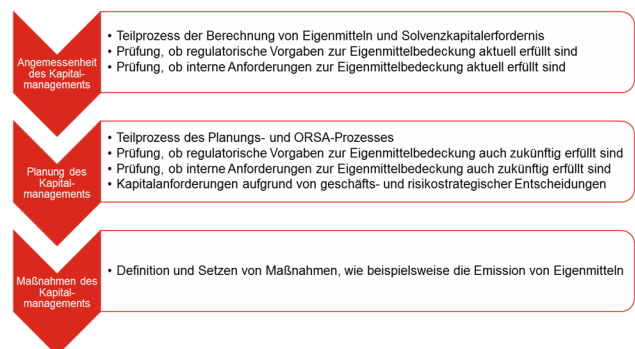 Angemessenheit
des Kapital-
managements
• Teilprozess der Berechnung von Eigenmitteln und Solvenzkapitalerfordernis
• Prüfung, ob regulatorische Vorgaben zur Eigenmittelbedeckung aktuell erfüllt sind
• Prüfung, ob interne Anforderungen zur Eigenmittelbedeckung aktuell erfüllt sind
Planung des
Kapital-
managements
• Teilprozess des Planungs- und ORSA-Prozesses
• Prüfung, ob regulatorische Vorgaben zur Eigenmittelbedeckung auch zukünftig erfüllt sind
• Prüfung, ob interne Anforderungen zur Eigenmittelbedeckung auch zukünftig erfüllt sind
• Kapitalanforderungen aufgrund von geschäfts- und risikostrategischer Entscheidungen
Maßnahmen des
Kapital-
managements
• Definition und Setzen von Maßnahmen, wie beispielsweise die Emission von Eigenmitteln